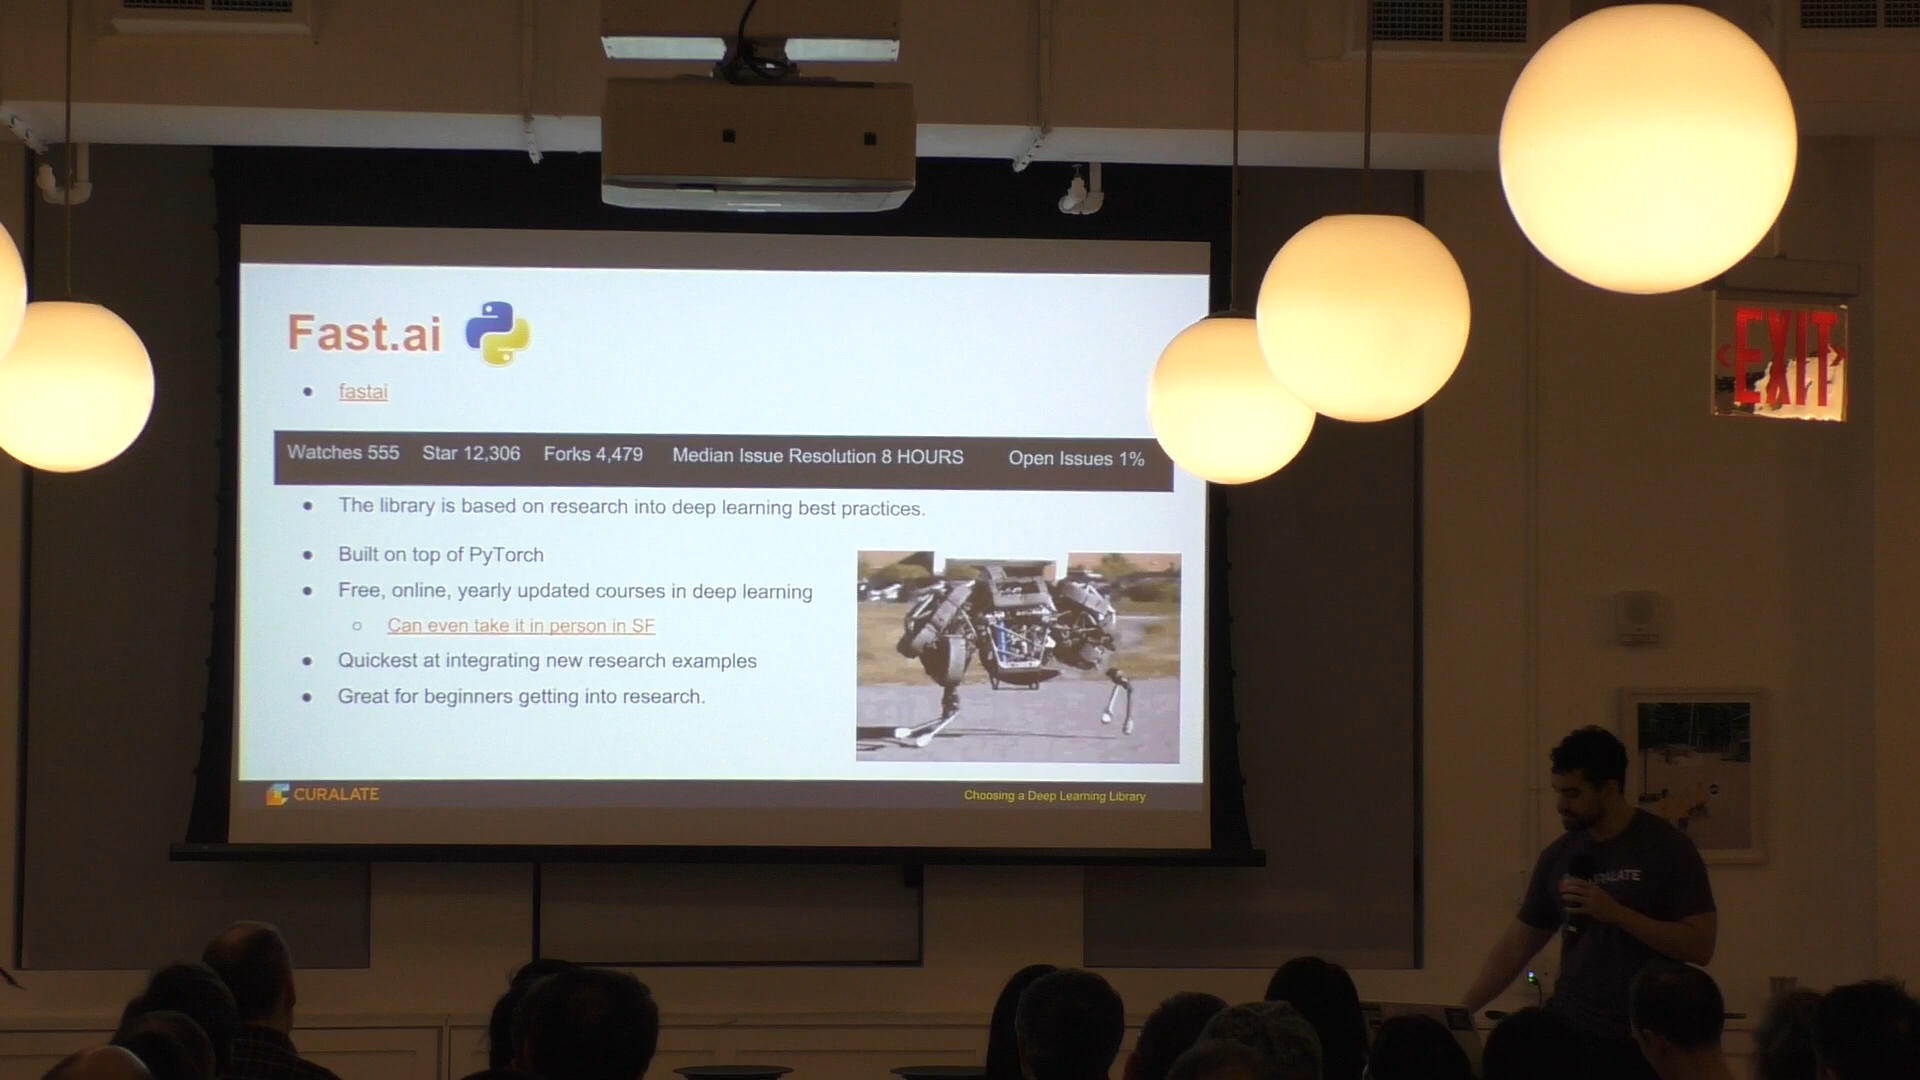 Fast.ai
fastai
Watches 555 Star 12,306 Forks 4,479 Median Issue Resolution 8 HOURS Open Issues 1%
The library is based on research into deep learning best practices.
Built on top of PyTorch
Free, online, yearly updated courses in deep learning
Can even take it in person in SF
Quickest at integrating new research examples
Great for beginners getting into research.
CURALATE
Choosing a Deep Learning Library
EXIT